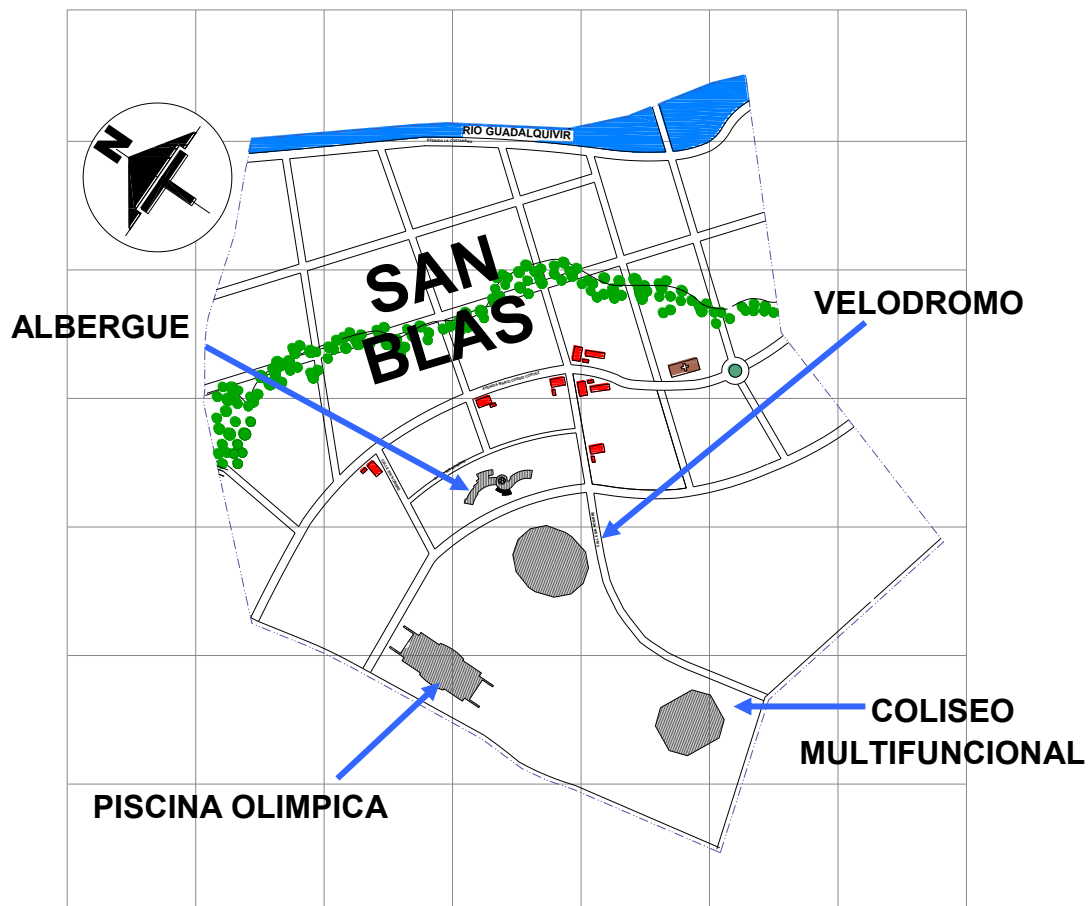 N
RIO GUADALQUIVIR
SAN
BLAS
ALBERGUE
VELODROMO
COLISEO
MULTIFUNCIONAL
PISCINA OLIMPICA